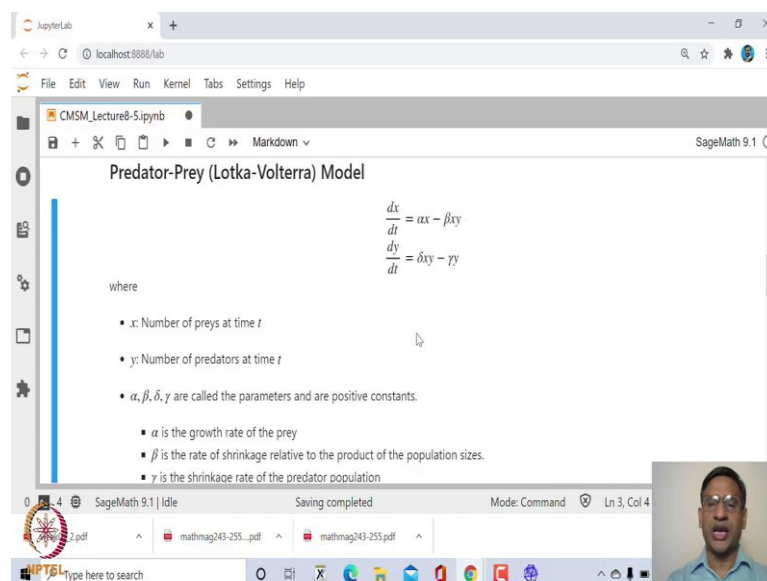 JupyterLab
localhost:8888/lab
File Edit View Run Kernel Tabs Settings Help
CMSM_Lecture8-5.ipynb
Markdown
SageMath 9.1
Predator-Prey (Lotka-Volterra) Model
dx/dt = αx − βxy
dy/dt = δxy − γy
where
• x: Number of preys at time t
• y: Number of predators at time t
• α, β, δ, γ are called the parameters and are positive constants.
▪ α is the growth rate of the prey
▪ β is the rate of shrinkage relative to the product of the population sizes.
▪ γ is the shrinkage rate of the predator population
0 4 SageMath 9.1 | Idle Saving completed Mode: Command Ln 3, Col 4
2.pdf mathmag243-255....pdf mathmag243-255.pdf
NPTEL Type here to search